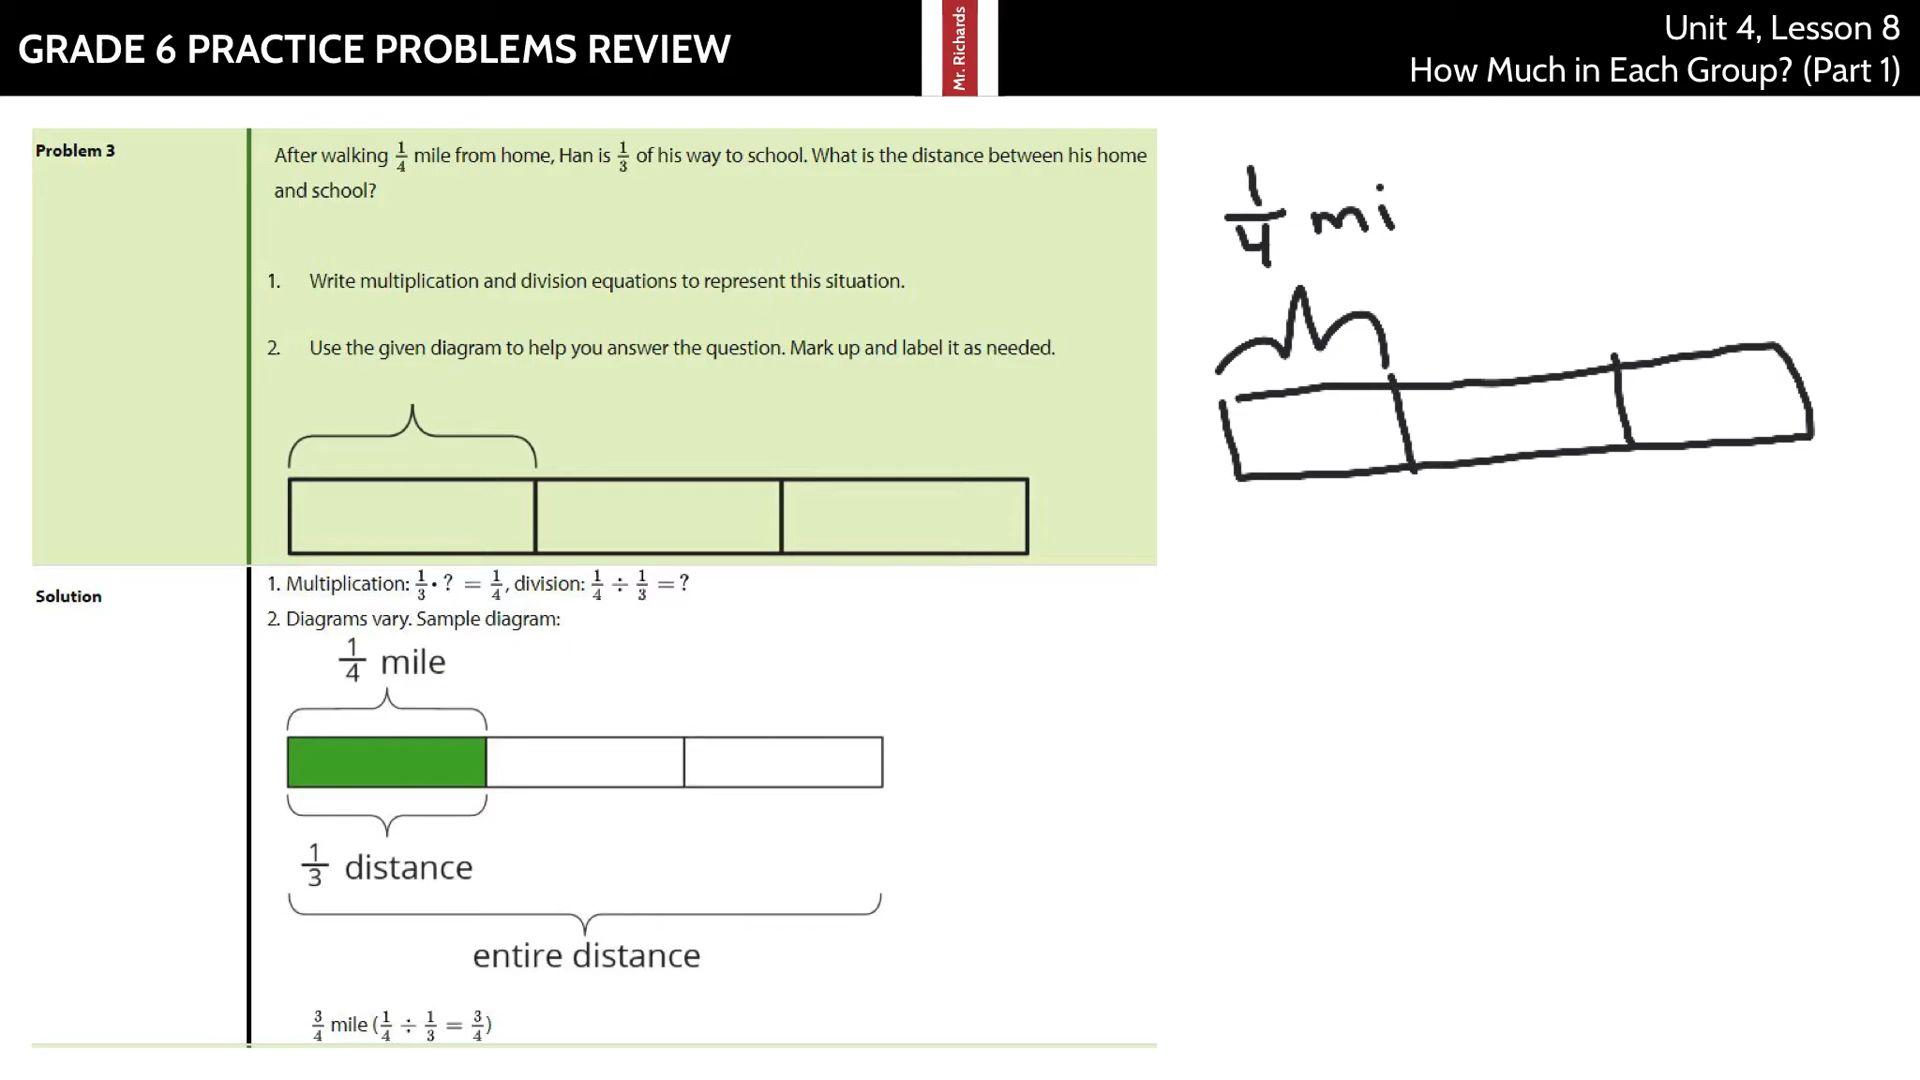 GRADE 6 PRACTICE PROBLEMS REVIEW
Mr. Richards
Unit 4, Lesson 8
How Much in Each Group? (Part 1)
Problem 3
After walking 1/4 mile from home, Han is 1/3 of his way to school. What is the distance between his home
and school?
1. Write multiplication and division equations to represent this situation.
2. Use the given diagram to help you answer the question. Mark up and label it as needed.
1/4 mi
Solution
1. Multiplication: 1/3 • ? = 1/4, division: 1/4 ÷ 1/3 = ?
2. Diagrams vary. Sample diagram:
1/4 mile
1/3 distance
entire distance
3/4 mile (1/4 ÷ 1/3 = 3/4)